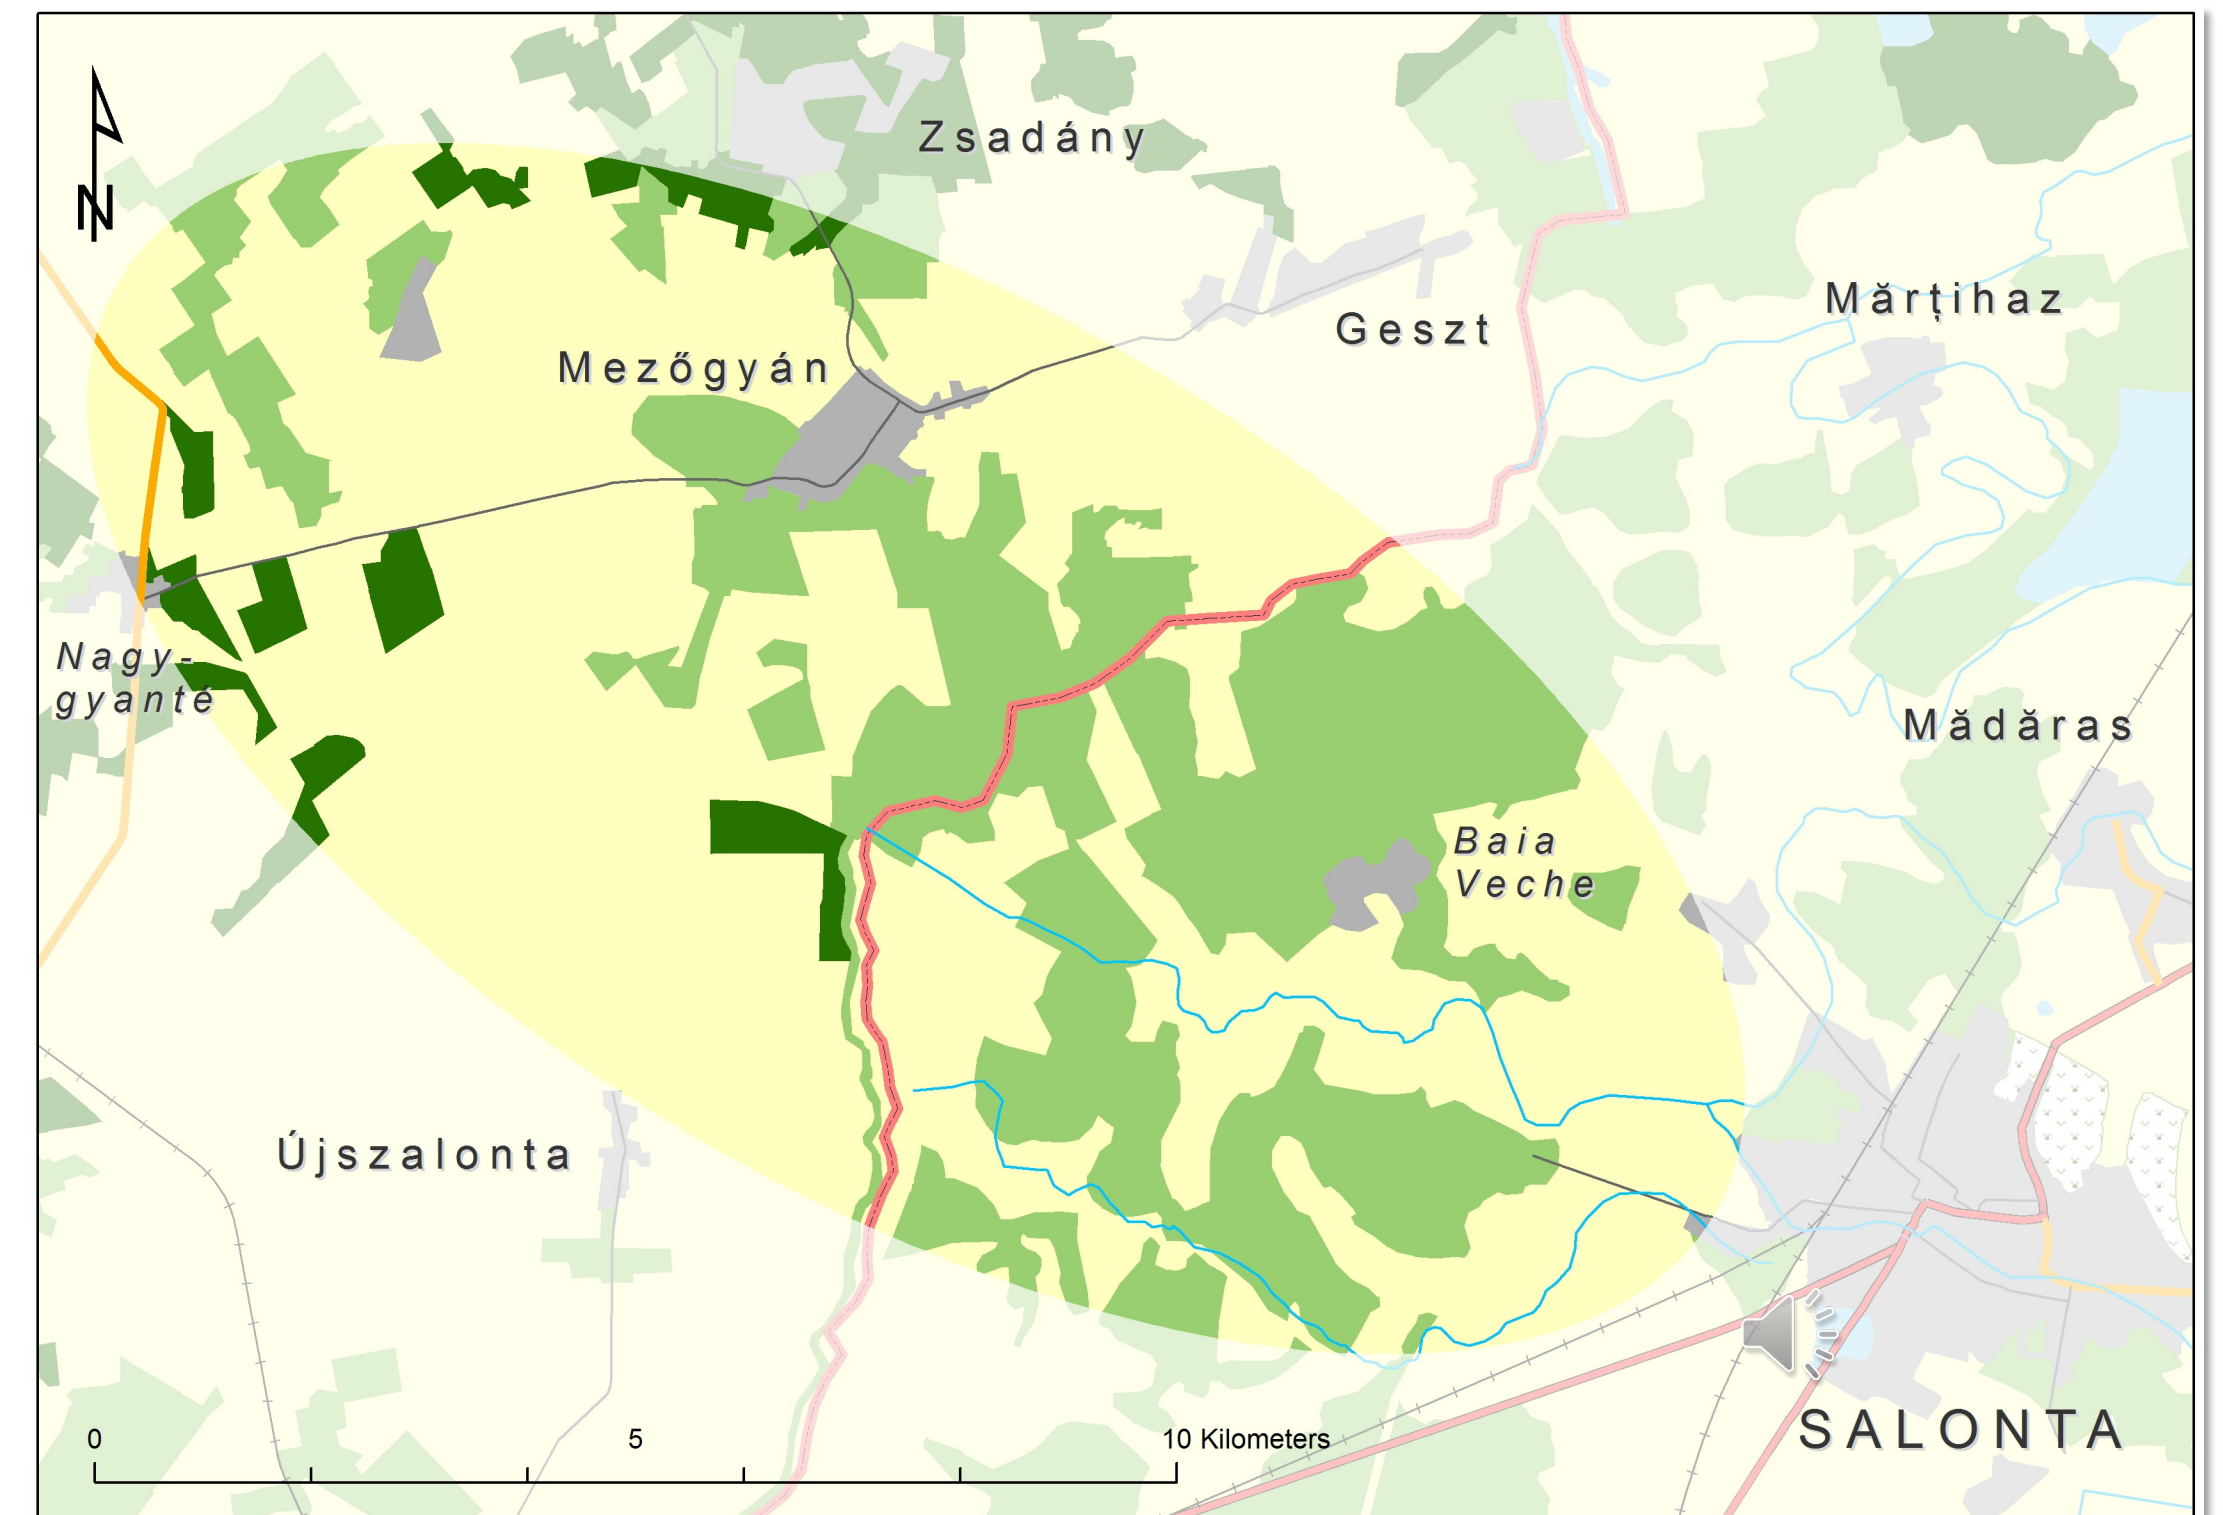 Zsadány
N
Mărțihaz
Geszt
Mezőgyán
Nagy-
gyanté
Mădăras
Baia
Veche
Újszalonta
SALONTA
0 5 10 Kilometers